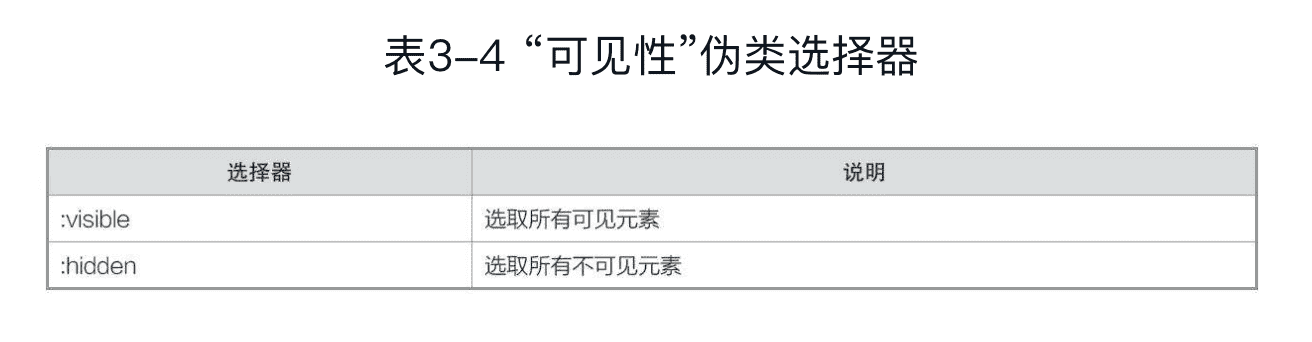 表3-4 “可见性”伪类选择器
选择器 说明
:visible 选取所有可见元素
:hidden 选取所有不可见元素